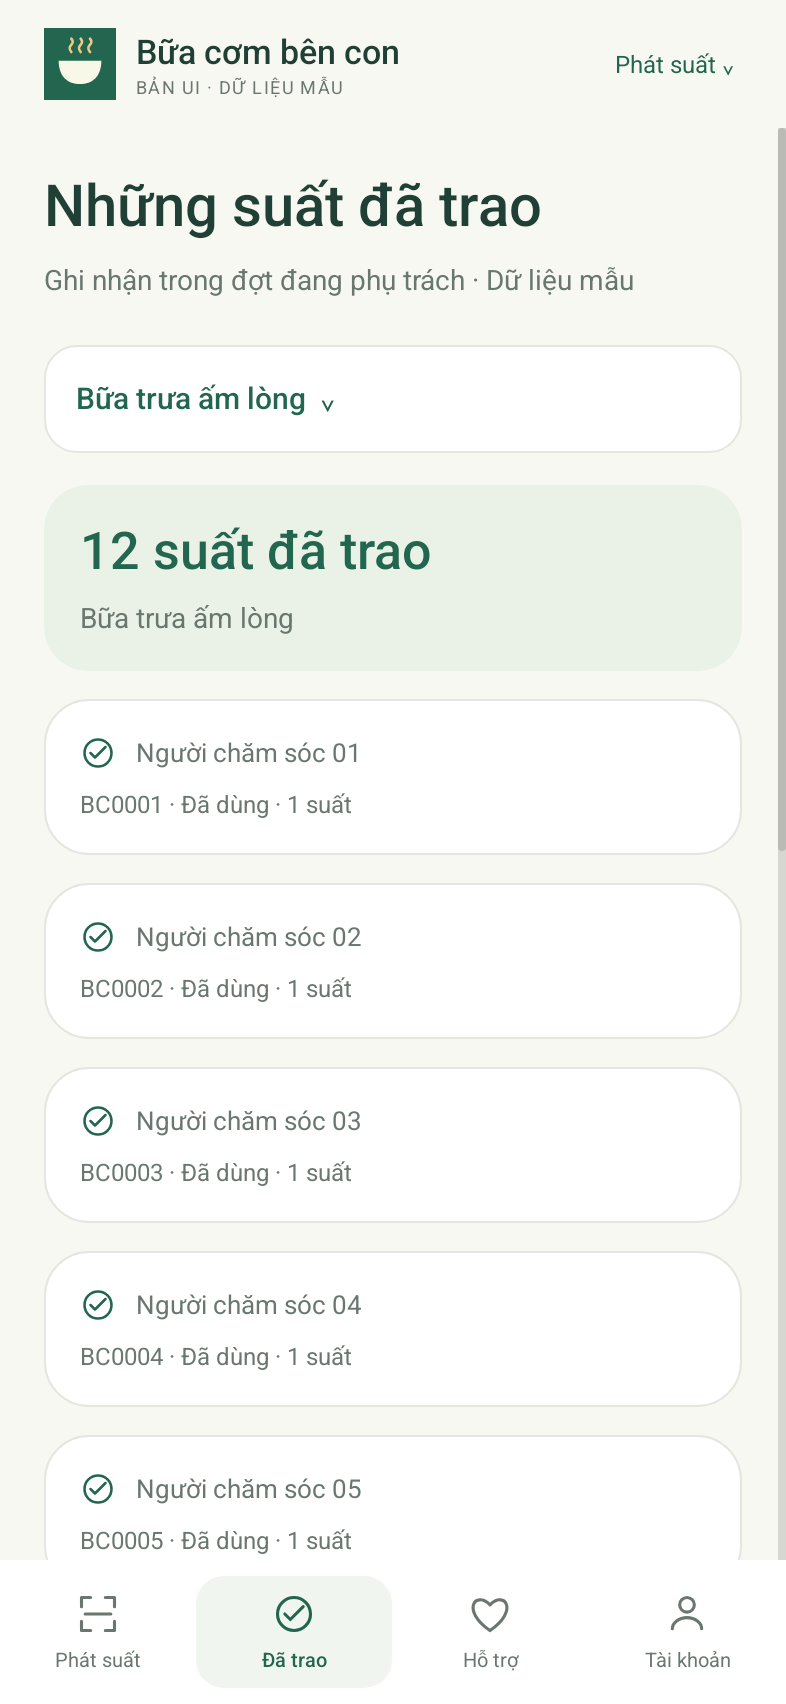 Bữa cơm bên con
BẢN UI · DỮ LIỆU MẪU
Phát suất
Những suất đã trao
Ghi nhận trong đợt đang phụ trách · Dữ liệu mẫu
Bữa trưa ấm lòng
12 suất đã trao
Bữa trưa ấm lòng
Người chăm sóc 01
BC0001 · Đã dùng · 1 suất
Người chăm sóc 02
BC0002 · Đã dùng · 1 suất
Người chăm sóc 03
BC0003 · Đã dùng · 1 suất
Người chăm sóc 04
BC0004 · Đã dùng · 1 suất
Người chăm sóc 05
BC0005 · Đã dùng · 1 suất
Phát suất
Đã trao
Hỗ trợ
Tài khoản